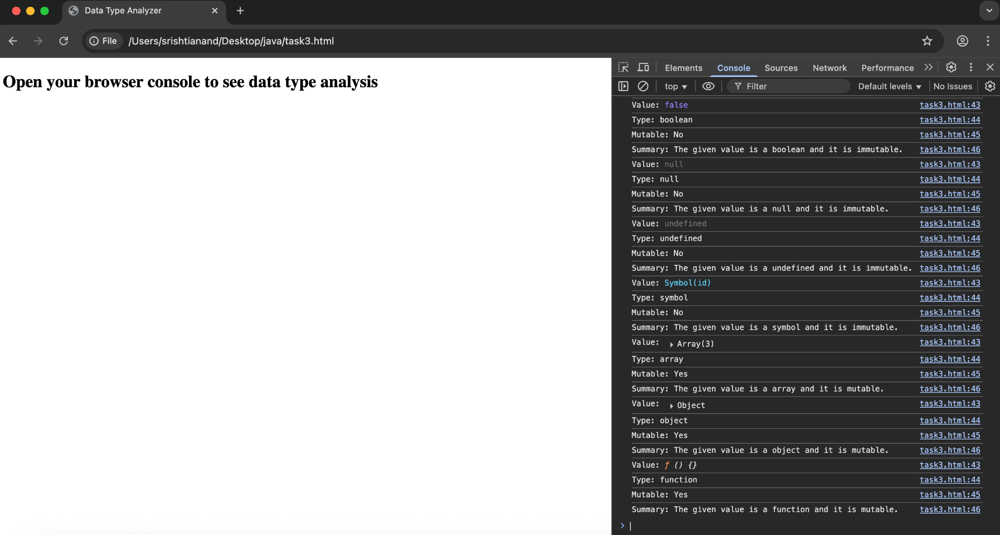 Data Type Analyzer
File /Users/srishtianand/Desktop/java/task3.html
Open your browser console to see data type analysis
Elements Console Sources Network Performance
top Filter Default levels No Issues
Value: false task3.html:43
Type: boolean task3.html:44
Mutable: No task3.html:45
Summary: The given value is a boolean and it is immutable. task3.html:46
Value: null task3.html:43
Type: null task3.html:44
Mutable: No task3.html:45
Summary: The given value is a null and it is immutable. task3.html:46
Value: undefined task3.html:43
Type: undefined task3.html:44
Mutable: No task3.html:45
Summary: The given value is a undefined and it is immutable. task3.html:46
Value: Symbol(id) task3.html:43
Type: symbol task3.html:44
Mutable: No task3.html:45
Summary: The given value is a symbol and it is immutable. task3.html:46
Value: Array(3) task3.html:43
Type: array task3.html:44
Mutable: Yes task3.html:45
Summary: The given value is a array and it is mutable. task3.html:46
Value: Object task3.html:43
Type: object task3.html:44
Mutable: Yes task3.html:45
Summary: The given value is a object and it is mutable. task3.html:46
Value: ƒ () {} task3.html:43
Type: function task3.html:44
Mutable: Yes task3.html:45
Summary: The given value is a function and it is mutable. task3.html:46